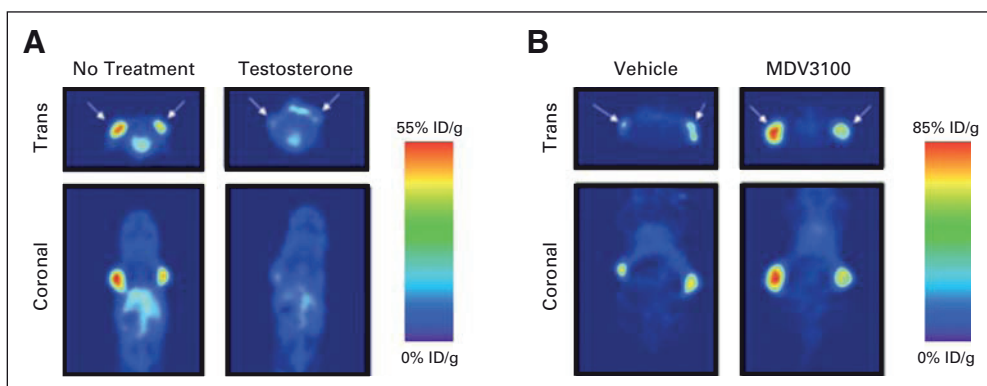 A
No Treatment
Testosterone
Trans
Coronal
55% ID/g
0% ID/g
B
Vehicle
MDV3100
Trans
Coronal
85% ID/g
0% ID/g